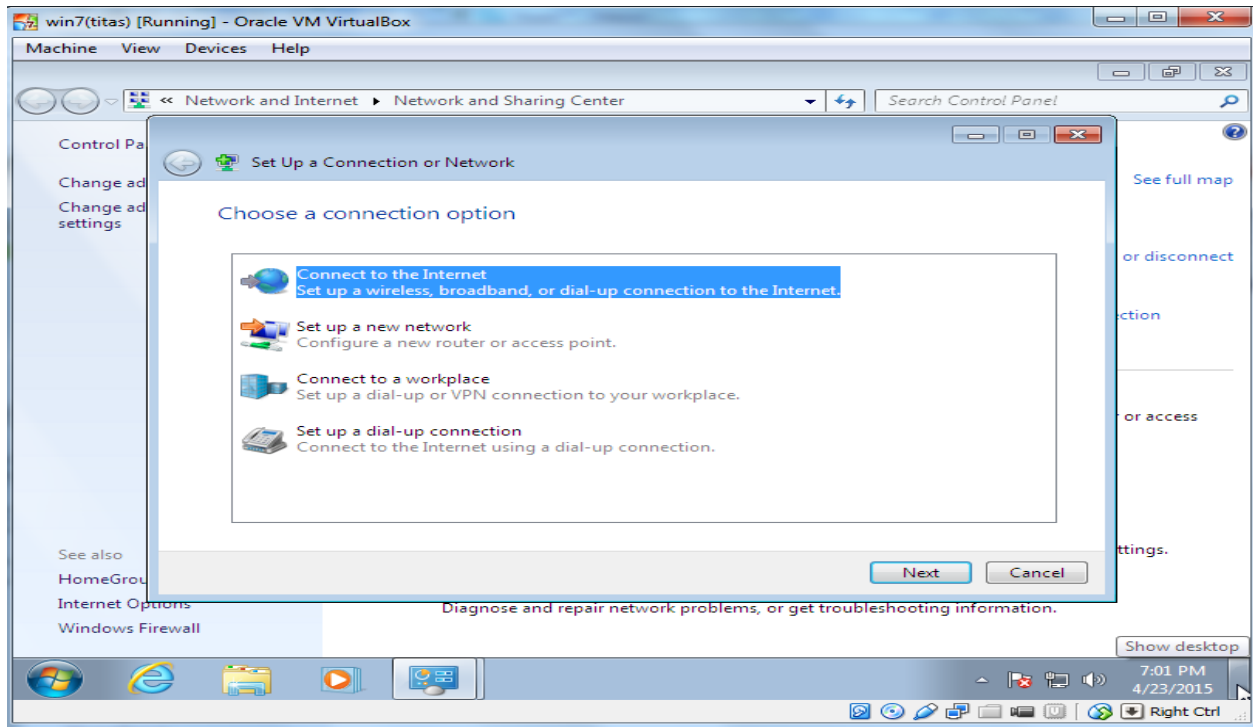 win7(titas) [Running] - Oracle VM VirtualBox
Machine View Devices Help
« Network and Internet ▸ Network and Sharing Center
Search Control Panel
Control Pa
Change ad
Change ad
settings
Set Up a Connection or Network
Choose a connection option
Connect to the Internet
Set up a wireless, broadband, or dial-up connection to the Internet.
Set up a new network
Configure a new router or access point.
Connect to a workplace
Set up a dial-up or VPN connection to your workplace.
Set up a dial-up connection
Connect to the Internet using a dial-up connection.
Next Cancel
See full map
or disconnect
ction
or access
ttings.
See also
HomeGrou
Internet Options
Windows Firewall
Diagnose and repair network problems, or get troubleshooting information.
Show desktop
7:01 PM
4/23/2015
Right Ctrl